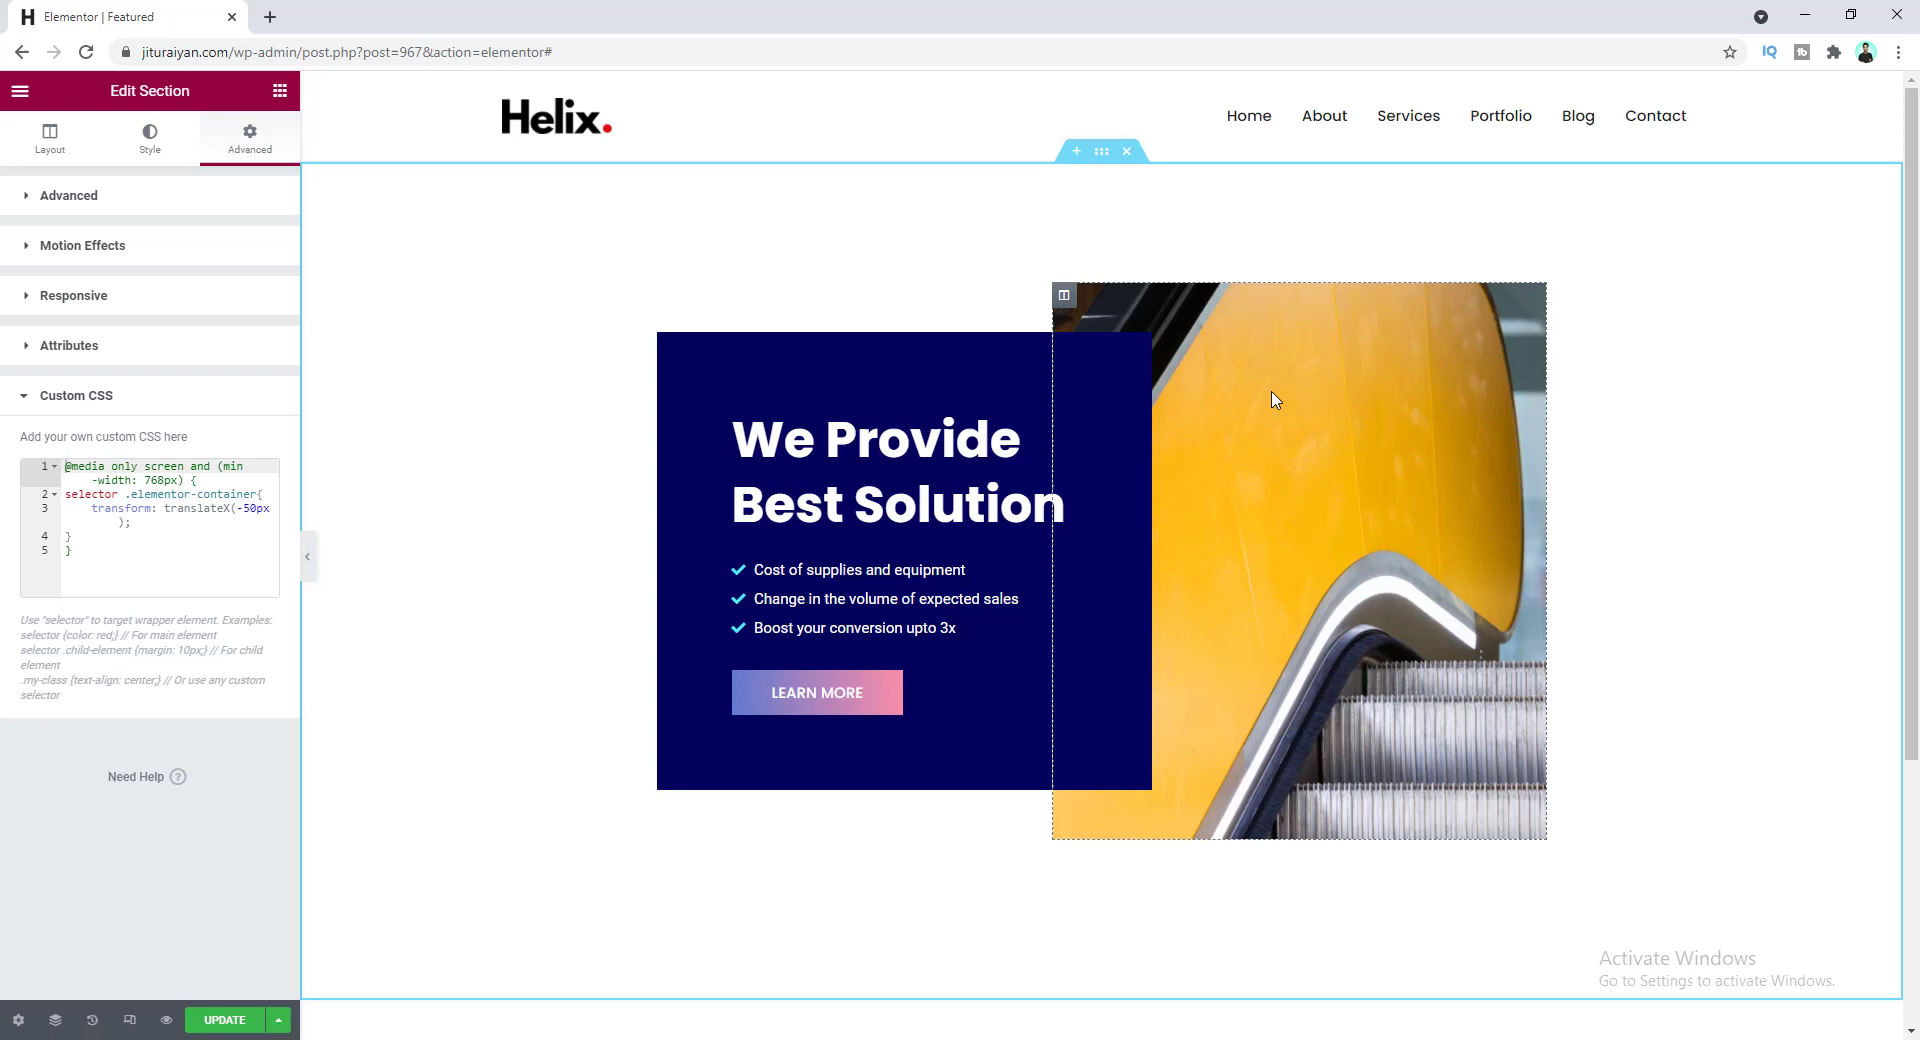 Elementor | Featured
jituraiyan.com/wp-admin/post.php?post=967&action=elementor#
IQ
tb
Edit Section
Layout
Style
Advanced
Advanced
Motion Effects
Responsive
Attributes
Custom CSS
Add your own custom CSS here
1 @media only screen and (min
-width: 768px) {
2 selector .elementor-container{
3 transform: translateX(-50px
);
4 }
5 }
Use "selector" to target wrapper element. Examples:
selector {color: red;} // For main element
selector .child-element {margin: 10px;} // For child
element
.my-class {text-align: center;} // Or use any custom
selector
Need Help ?
UPDATE
Helix.
Home About Services Portfolio Blog Contact
We Provide
Best Solution
Cost of supplies and equipment
Change in the volume of expected sales
Boost your conversion upto 3x
LEARN MORE
Activate Windows
Go to Settings to activate Windows.